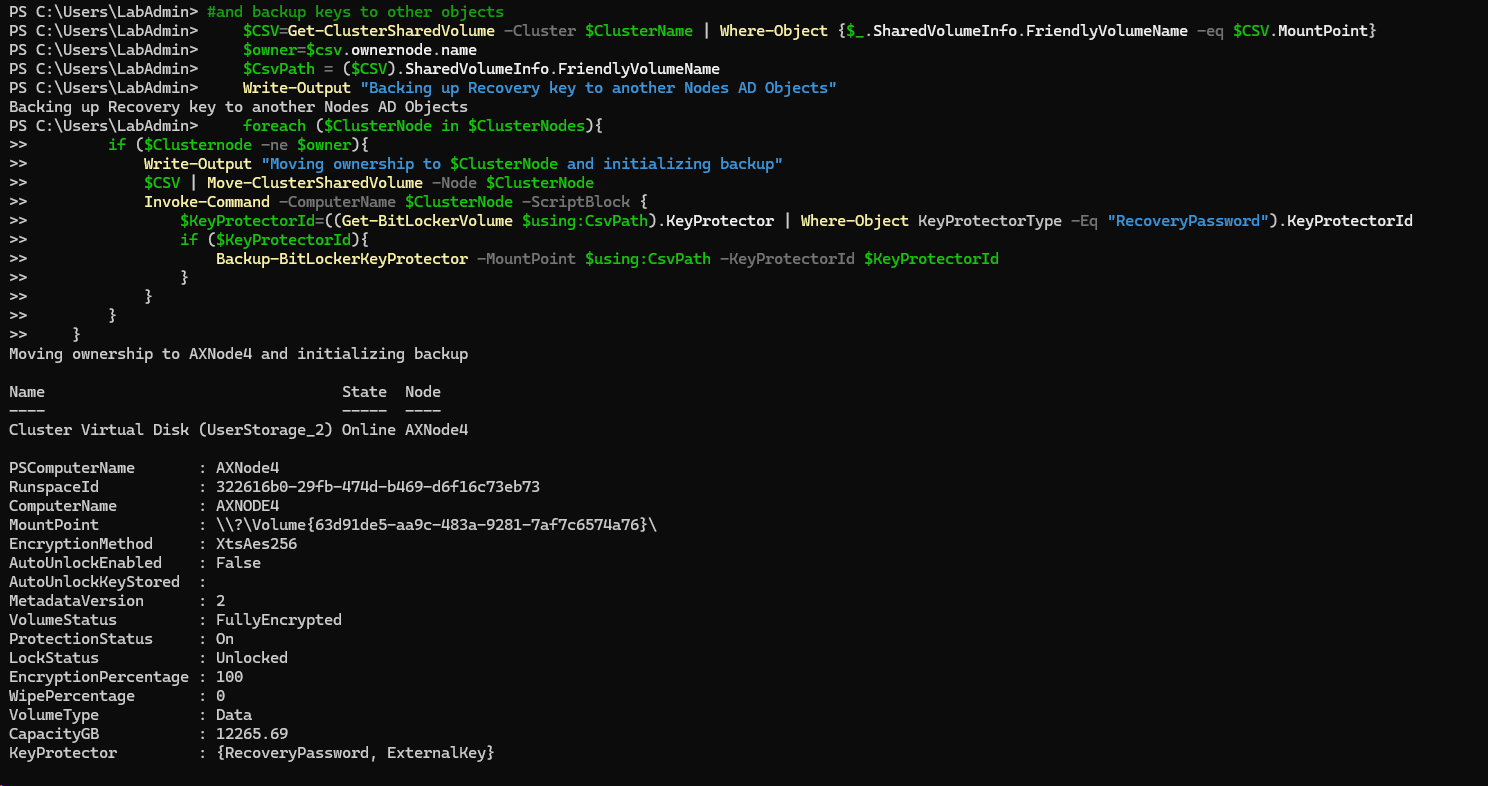 PS C:\Users\LabAdmin> #and backup keys to other objects
PS C:\Users\LabAdmin>     $CSV=Get-ClusterSharedVolume -Cluster $ClusterName | Where-Object {$_.SharedVolumeInfo.FriendlyVolumeName -eq $CSV.MountPoint}
PS C:\Users\LabAdmin>     $owner=$csv.ownernode.name
PS C:\Users\LabAdmin>     $CsvPath = ($CSV).SharedVolumeInfo.FriendlyVolumeName
PS C:\Users\LabAdmin>     Write-Output "Backing up Recovery key to another Nodes AD Objects"
Backing up Recovery key to another Nodes AD Objects
PS C:\Users\LabAdmin>     foreach ($ClusterNode in $ClusterNodes){
>>         if ($Clusternode -ne $owner){
>>             Write-Output "Moving ownership to $ClusterNode and initializing backup"
>>             $CSV | Move-ClusterSharedVolume -Node $ClusterNode
>>             Invoke-Command -ComputerName $ClusterNode -ScriptBlock {
>>                 $KeyProtectorId=((Get-BitLockerVolume $using:CsvPath).KeyProtector | Where-Object KeyProtectorType -Eq "RecoveryPassword").KeyProtectorId
>>                 if ($KeyProtectorId){
>>                     Backup-BitLockerKeyProtector -MountPoint $using:CsvPath -KeyProtectorId $KeyProtectorId
>>                 }
>>             }
>>         }
>>     }
Moving ownership to AXNode4 and initializing backup
Name                                 State  Node
----                                 -----  ----
Cluster Virtual Disk (UserStorage_2) Online AXNode4
PSComputerName       : AXNode4
RunspaceId           : 322616b0-29fb-474d-b469-d6f16c73eb73
ComputerName         : AXNODE4
MountPoint           : \\?\Volume{63d91de5-aa9c-483a-9281-7af7c6574a76}\
EncryptionMethod     : XtsAes256
AutoUnlockEnabled    : False
AutoUnlockKeyStored  :
MetadataVersion      : 2
VolumeStatus         : FullyEncrypted
ProtectionStatus     : On
LockStatus           : Unlocked
EncryptionPercentage : 100
WipePercentage       : 0
VolumeType           : Data
CapacityGB           : 12265.69
KeyProtector         : {RecoveryPassword, ExternalKey}